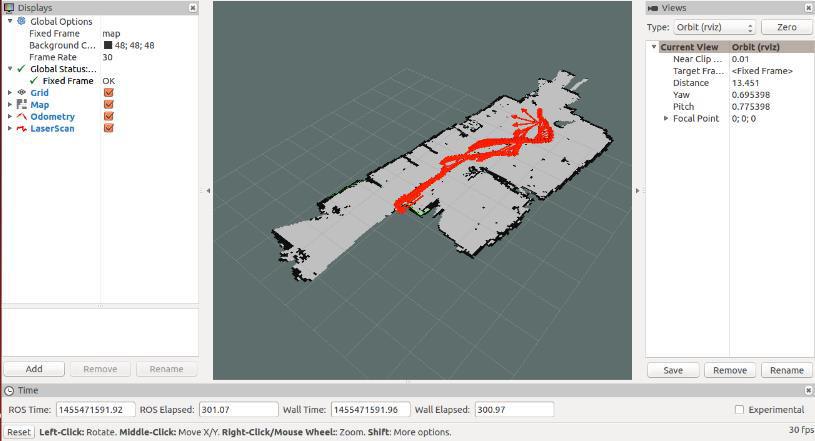 Displays
Global Options
Fixed Frame map
Background C... 48; 48; 48
Frame Rate 30
Global Status:... 
Fixed Frame OK
Grid
Map
Odometry
LaserScan
Add Remove Rename
Views
Type: Orbit (rviz) Zero
Current View Orbit (rviz)
Near Clip ... 0.01
Target Fra... <Fixed Frame>
Distance 13.451
Yaw 0.695398
Pitch 0.775398
Focal Point 0; 0; 0
Save Remove Rename
Time
ROS Time: 1455471591.92 ROS Elapsed: 301.07 Wall Time: 1455471591.96 Wall Elapsed: 300.97 Experimental
Reset Left-Click: Rotate. Middle-Click: Move X/Y. Right-Click/Mouse Wheel:: Zoom. Shift: More options. 30 fps